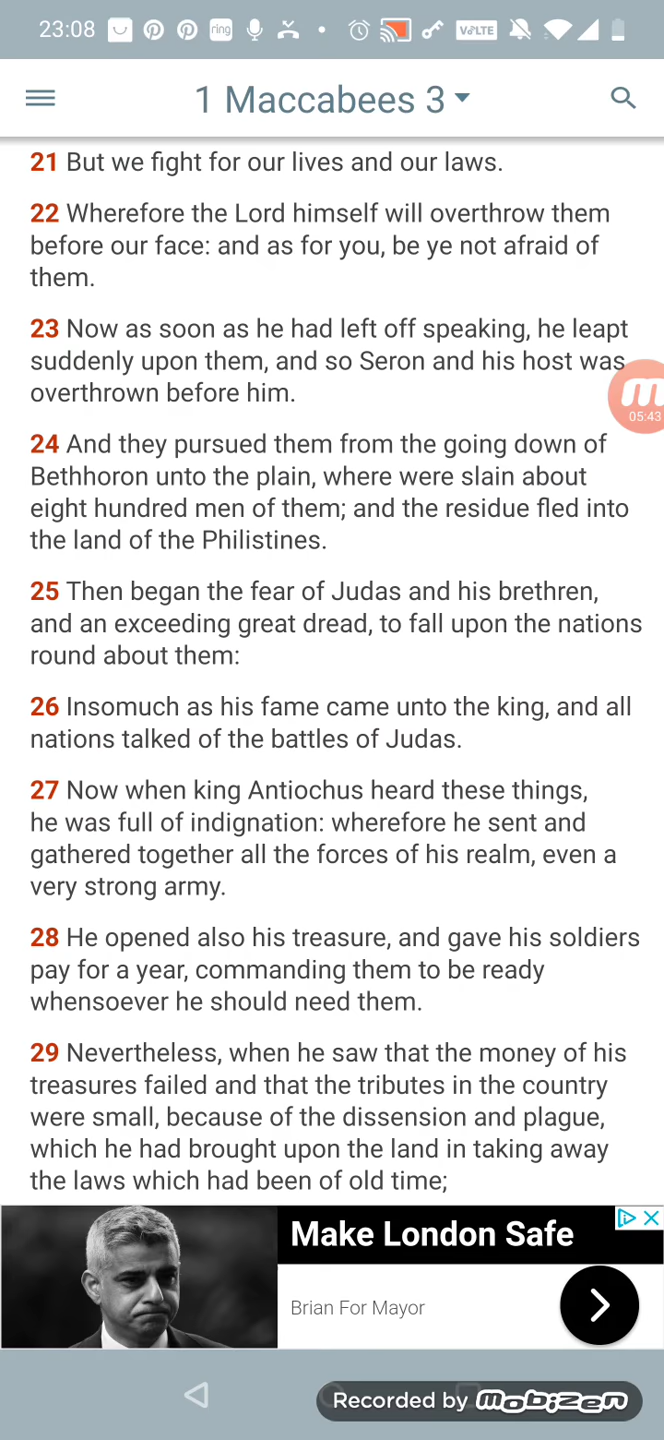 23:08
ring
VoLTE
1 Maccabees 3
21 But we fight for our lives and our laws.
22 Wherefore the Lord himself will overthrow them
before our face: and as for you, be ye not afraid of
them.
23 Now as soon as he had left off speaking, he leapt
suddenly upon them, and so Seron and his host was
overthrown before him.
05:43
24 And they pursued them from the going down of
Bethhoron unto the plain, where were slain about
eight hundred men of them; and the residue fled into
the land of the Philistines.
25 Then began the fear of Judas and his brethren,
and an exceeding great dread, to fall upon the nations
round about them:
26 Insomuch as his fame came unto the king, and all
nations talked of the battles of Judas.
27 Now when king Antiochus heard these things,
he was full of indignation: wherefore he sent and
gathered together all the forces of his realm, even a
very strong army.
28 He opened also his treasure, and gave his soldiers
pay for a year, commanding them to be ready
whensoever he should need them.
29 Nevertheless, when he saw that the money of his
treasures failed and that the tributes in the country
were small, because of the dissension and plague,
which he had brought upon the land in taking away
the laws which had been of old time;
Make London Safe
Brian For Mayor
Recorded by mobizen